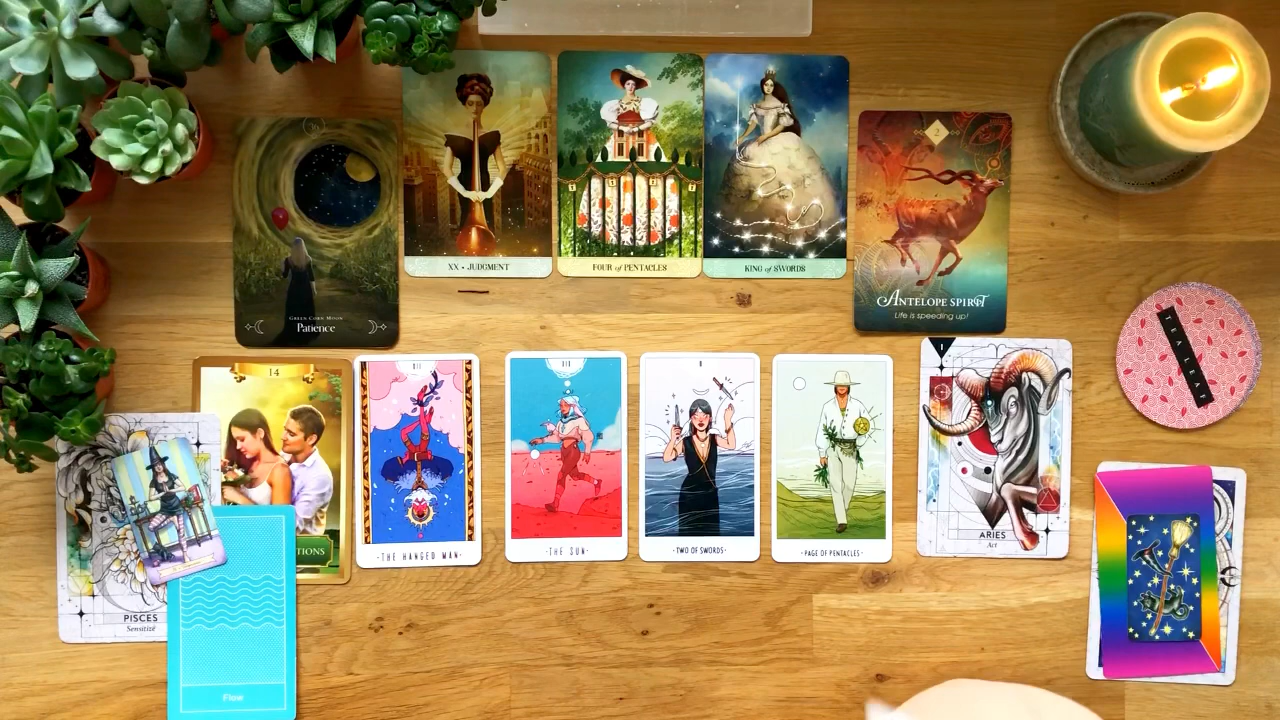 XX • JUDGMENT
FOUR of PENTACLES
KING of SWORDS
2
ANTELOPE SPIRIT
Life is speeding up!
GREEN CORN MOON
Patience
14
TIONS
·THE HANGED MAN·
·THE SUN·
·TWO OF SWORDS·
·PAGE OF PENTACLES·
I
ARIES
Act
TEA LEAF
PISCES
Sensitize
Flow